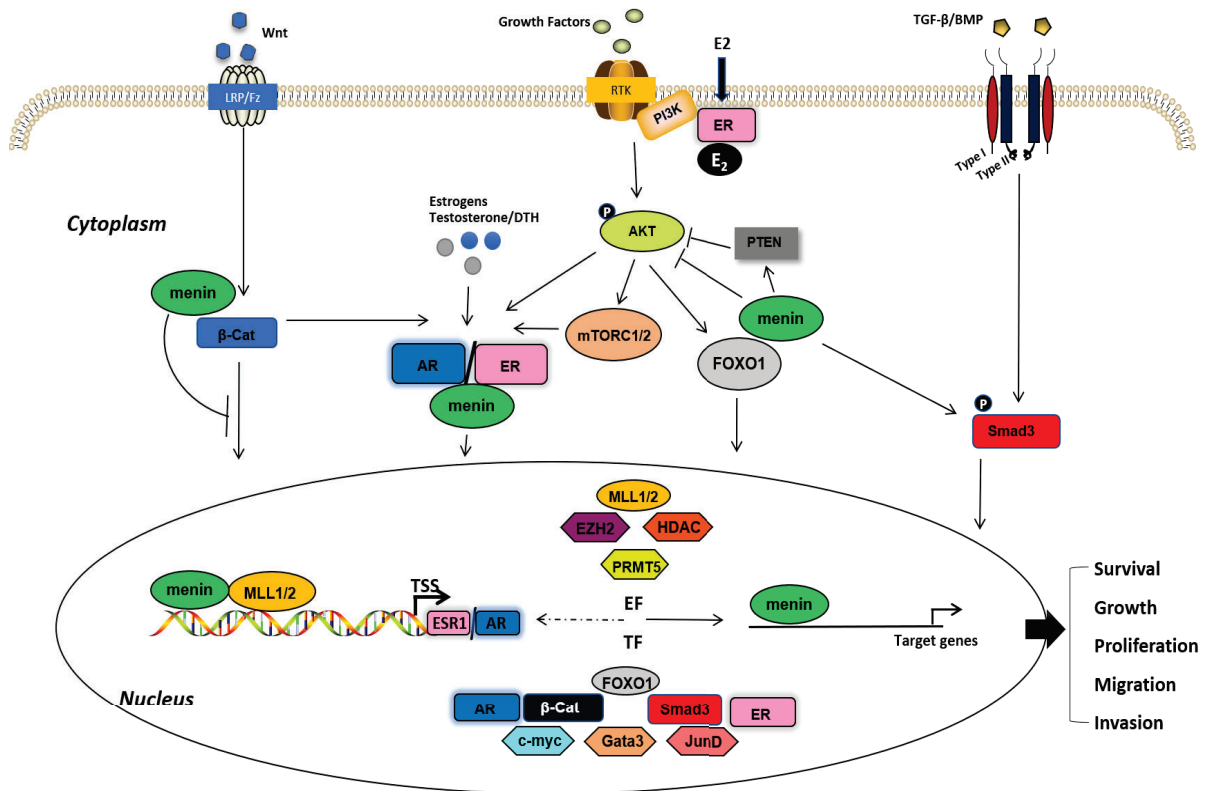 Wnt
LRP/Fz
Growth Factors
RTK
PI3K
E2
ER
E2
TGF-β/BMP
Type I
Type II
Cytoplasm
Estrogens
Testosterone/DTH
P
AKT
PTEN
menin
β-Cat
menin
mTORC1/2
FOXO1
AR
ER
menin
P
Smad3
MLL1/2
EZH2
HDAC
PRMT5
menin
MLL1/2
TSS
ESR1
AR
EF
TF
menin
Target genes
Nucleus
FOXO1
AR
β-Cat
Smad3
ER
c-myc
Gata3
JunD
Survival
Growth
Proliferation
Migration
Invasion